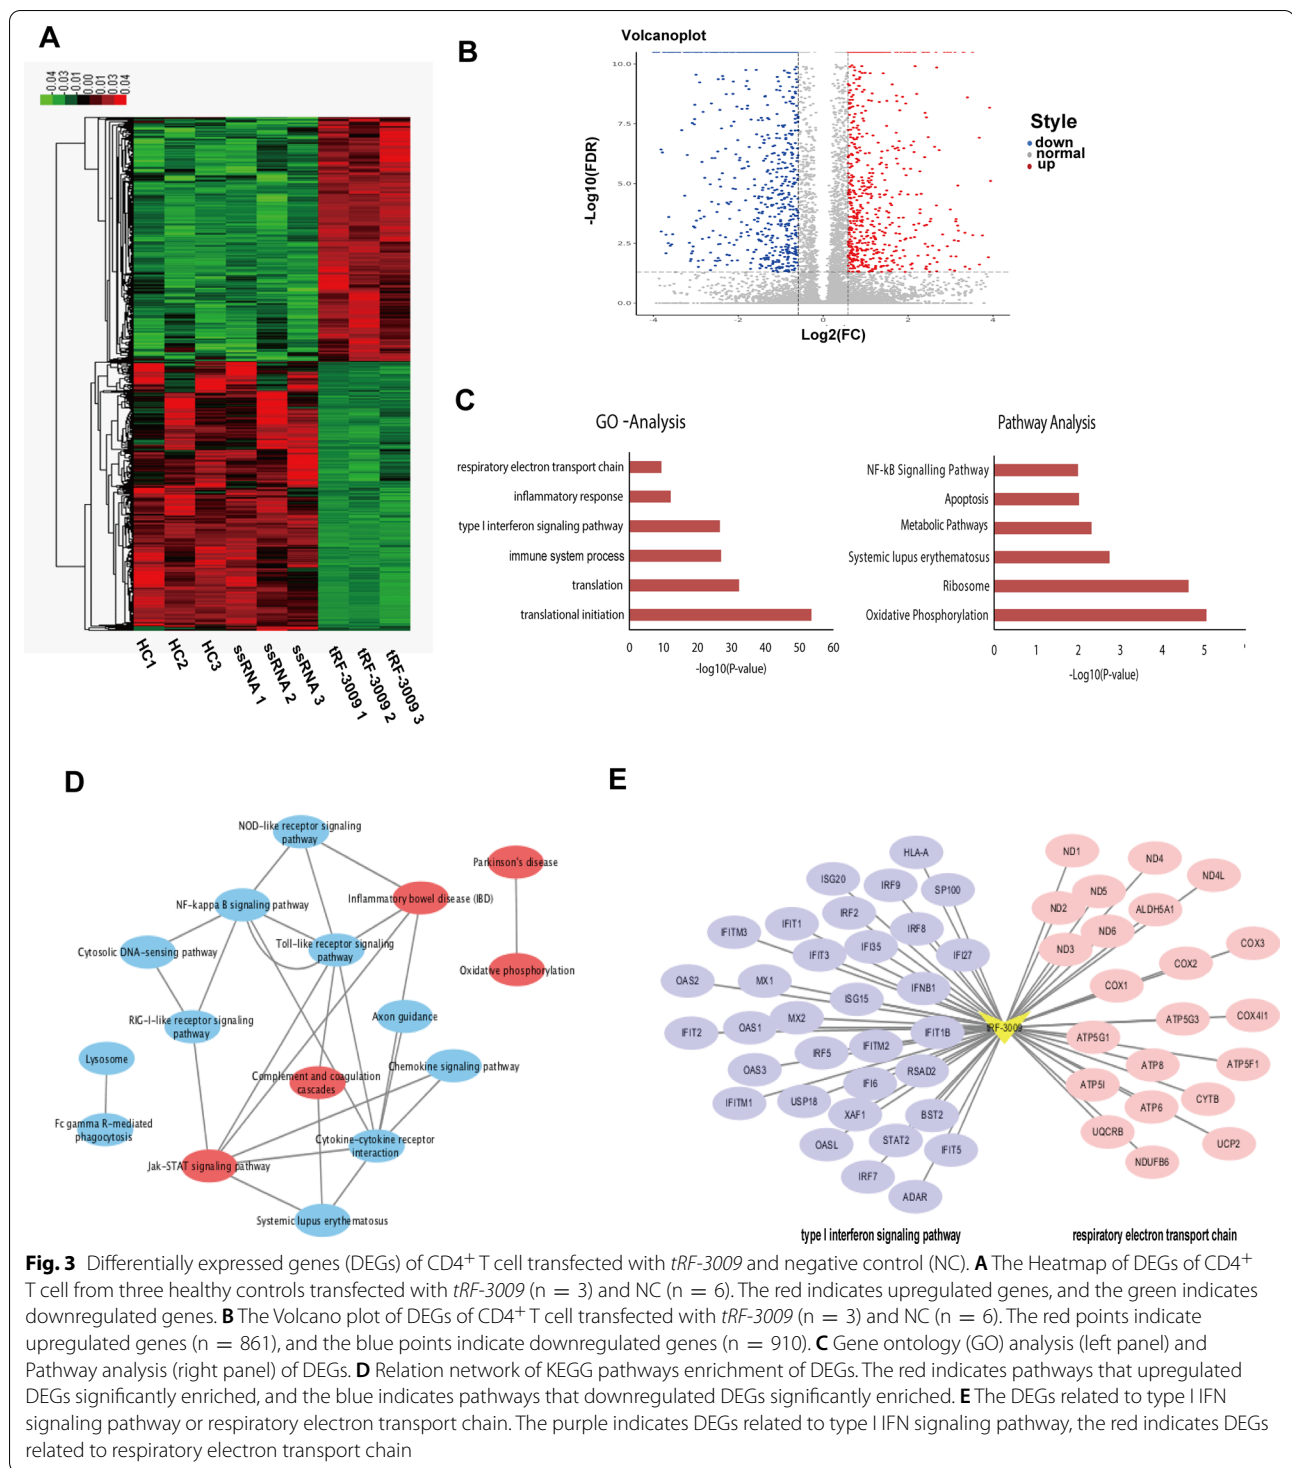 A
-0.04
-0.03
-0.01
0.00
0.01
0.03
0.04
HC1
HC2
HC3
ssRNA 1
ssRNA 2
ssRNA 3
tRF-3009 1
tRF-3009 2
tRF-3009 3
B
Volcanoplot
10.0
7.5
5.0
2.5
0.0
-4
-2
0
2
4
-Log10(FDR)
Log2(FC)
Style
down
normal
up
C
GO -Analysis
respiratory electron transport chain
inflammatory response
type I interferon signaling pathway
immune system process
translation
translational initiation
0 10 20 30 40 50 60
-log10(P-value)
Pathway Analysis
NF-kB Signalling Pathway
Apoptosis
Metabolic Pathways
Systemic lupus erythematosus
Ribosome
Oxidative Phosphorylation
0 1 2 3 4 5
-Log10(P-value)
D
NOD-like receptor signaling
pathway
Parkinson's disease
Inflammatory bowel disease (IBD)
NF-kappa B signaling pathway
Toll-like receptor signaling
pathway
Cytosolic DNA-sensing pathway
Oxidative phosphorylation
RIG-I-like receptor signaling
pathway
Axon guidance
Lysosome
Chemokine signaling pathway
Complement and coagulation
cascades
Fc gamma R-mediated
phagocytosis
Cytokine-cytokine receptor
interaction
Jak-STAT signaling pathway
Systemic lupus erythematosus
E
HLA-A
ISG20
IRF9
SP100
IFITM3
IFIT1
IRF2
IRF8
IFIT3
IFI35
IFI27
OAS2
MX1
ISG15
IFNB1
IFIT2
OAS1
MX2
IFIT1B
IRF5
IFITM2
OAS3
RSAD2
IFI6
IFITM1
USP18
XAF1
BST2
OASL
STAT2
IFIT5
IRF7
ADAR
tRF-3009
ND1
ND4
ND4L
ND5
ND2
ALDH5A1
ND6
ND3
COX3
COX2
COX1
ATP5G3
COX4I1
ATP5G1
ATP8
ATP5F1
ATP5I
CYTB
ATP6
UQCRB
UCP2
NDUFB6
type I interferon signaling pathway
respiratory electron transport chain
Fig. 3 Differentially expressed genes (DEGs) of CD4+ T cell transfected with tRF-3009 and negative control (NC). A The Heatmap of DEGs of CD4+
T cell from three healthy controls transfected with tRF-3009 (n = 3) and NC (n = 6). The red indicates upregulated genes, and the green indicates
downregulated genes. B The Volcano plot of DEGs of CD4+ T cell transfected with tRF-3009 (n = 3) and NC (n = 6). The red points indicate
upregulated genes (n = 861), and the blue points indicate downregulated genes (n = 910). C Gene ontology (GO) analysis (left panel) and
Pathway analysis (right panel) of DEGs. D Relation network of KEGG pathways enrichment of DEGs. The red indicates pathways that upregulated
DEGs significantly enriched, and the blue indicates pathways that downregulated DEGs significantly enriched. E The DEGs related to type I IFN
signaling pathway or respiratory electron transport chain. The purple indicates DEGs related to type I IFN signaling pathway, the red indicates DEGs
related to respiratory electron transport chain